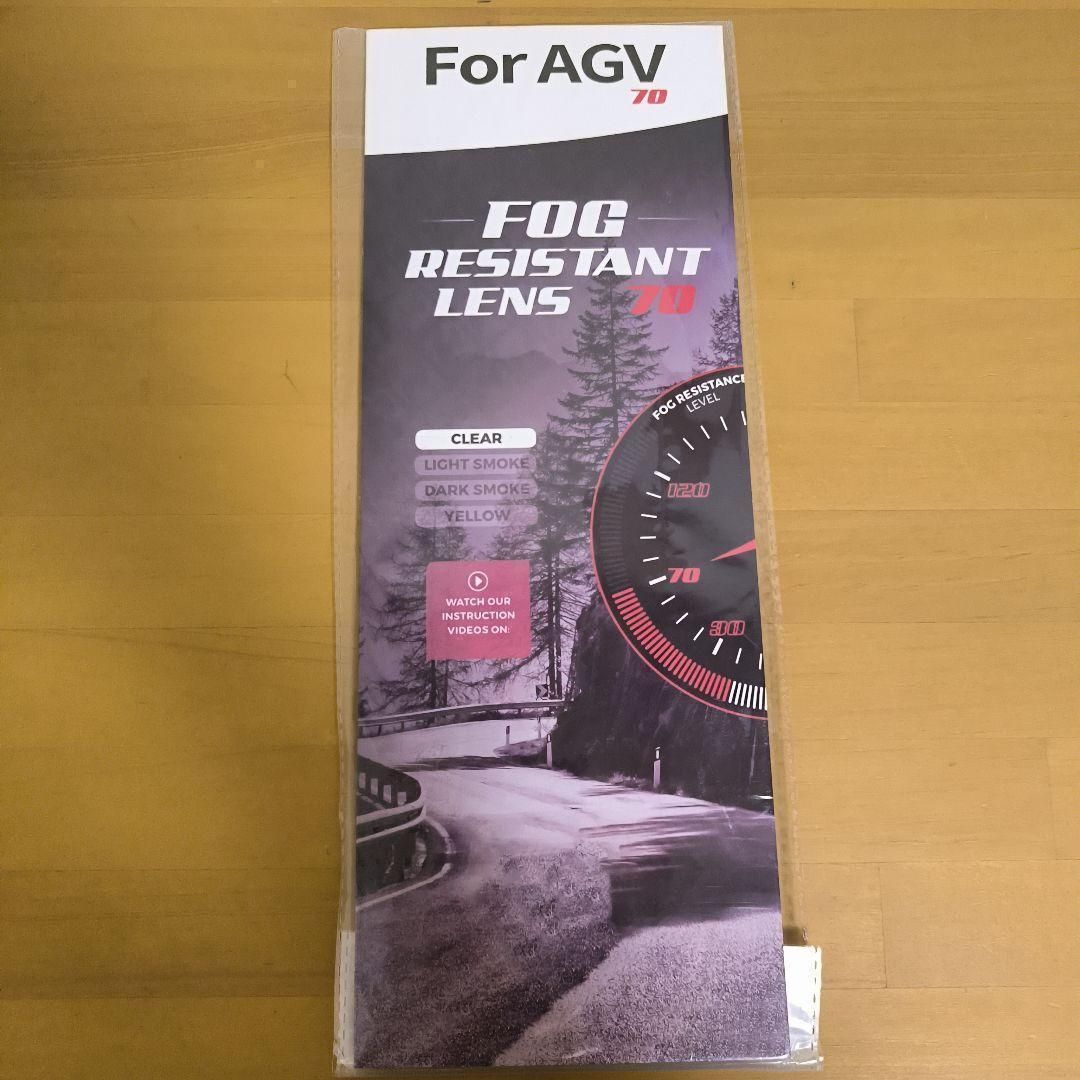 For AGV
70
FOG
RESISTANT
LENS 70
FOG RESISTANCE
LEVEL
CLEAR
LIGHT SMOKE
DARK SMOKE
YELLOW
120
70
30
WATCH OUR
INSTRUCTION
VIDEOS ON: